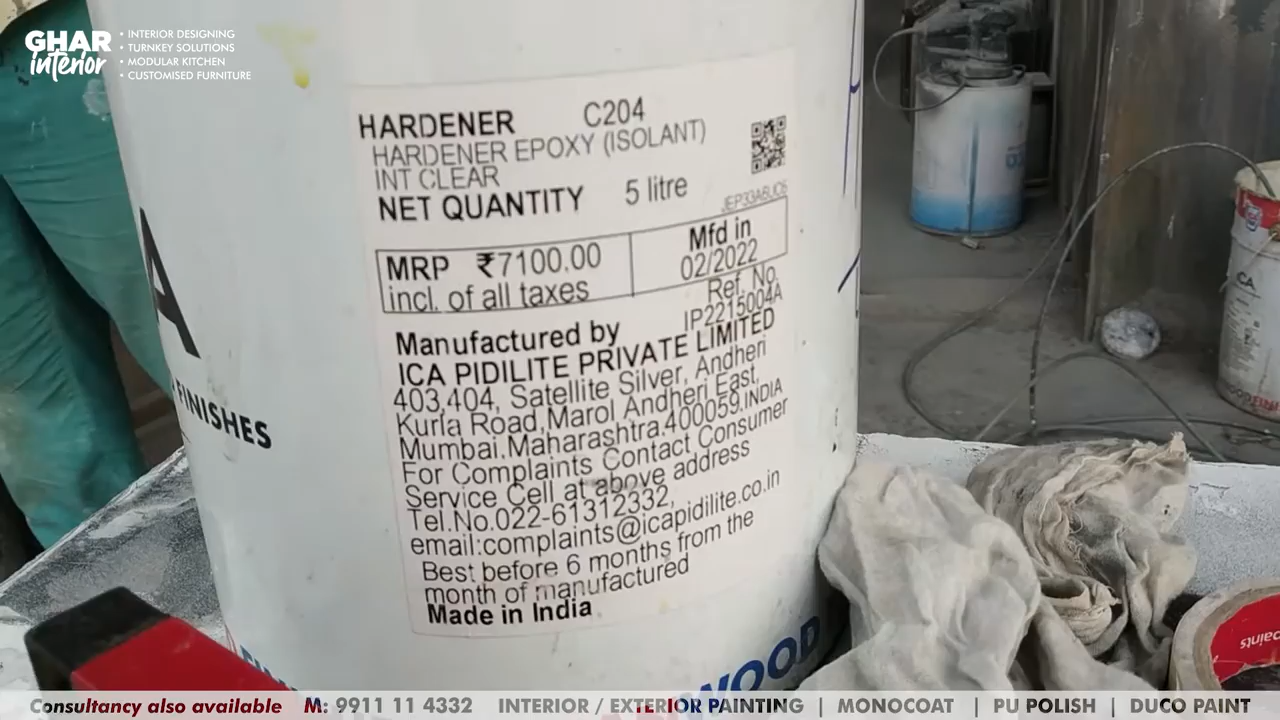 GHAR
interior
• INTERIOR DESIGNING
• TURNKEY SOLUTIONS
• MODULAR KITCHEN
• CUSTOMISED FURNITURE
HARDENER C204
HARDENER EPOXY (ISOLANT)
INT CLEAR
NET QUANTITY 5 litre
JEP33A6UC6
MRP ₹7100.00
incl. of all taxes
Mfd in
02/2022
Ref. No.
IP2215004A
Manufactured by
ICA PIDILITE PRIVATE LIMITED
403,404, Satellite Silver, Andheri
Kurla Road,Marol Andheri East,
Mumbai.Maharashtra.400059.INDIA
For Complaints Contact Consumer
Service Cell at above address
Tel.No.022-61312332,
email:complaints@icapidilite.co.in
Best before 6 months from the
month of manufactured
Made in India
A
FINISHES
WOOD
ICA
paints
Consultancy also available M: 9911 11 4332 INTERIOR / EXTERIOR PAINTING | MONOCOAT | PU POLISH | DUCO PAINT